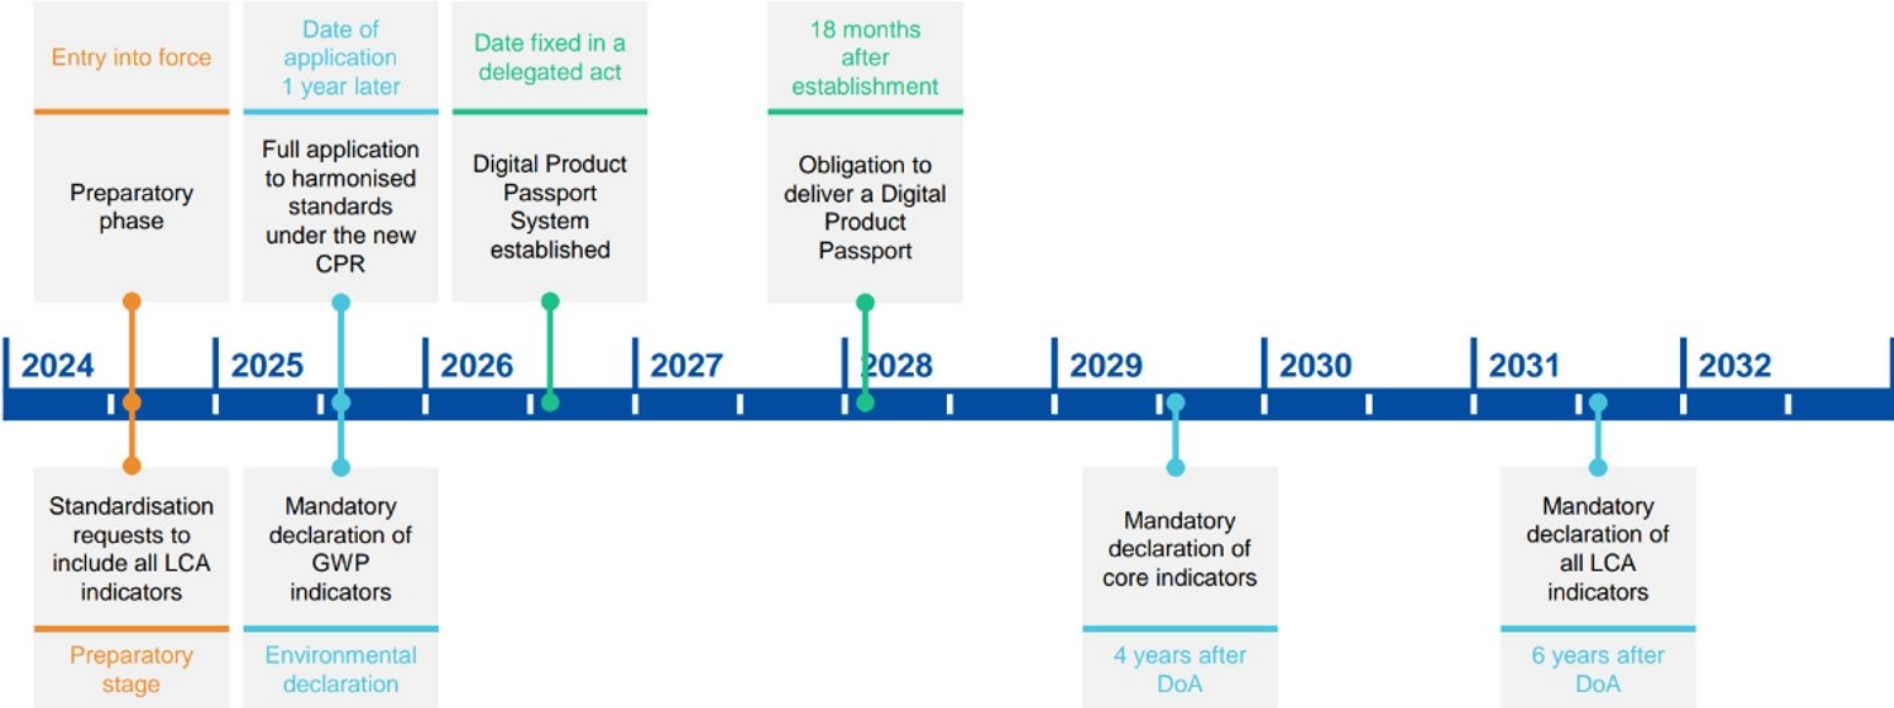 Entry into force
Preparatory
phase
Date of
application
1 year later
Full application
to harmonised
standards
under the new
CPR
Date fixed in a
delegated act
Digital Product
Passport
System
established
18 months
after
establishment
Obligation to
deliver a Digital
Product
Passport
2024
2025
2026
2027
2028
2029
2030
2031
2032
Standardisation
requests to
include all LCA
indicators
Preparatory
stage
Mandatory
declaration of
GWP
indicators
Environmental
declaration
Mandatory
declaration of
core indicators
4 years after
DoA
Mandatory
declaration of
all LCA
indicators
6 years after
DoA